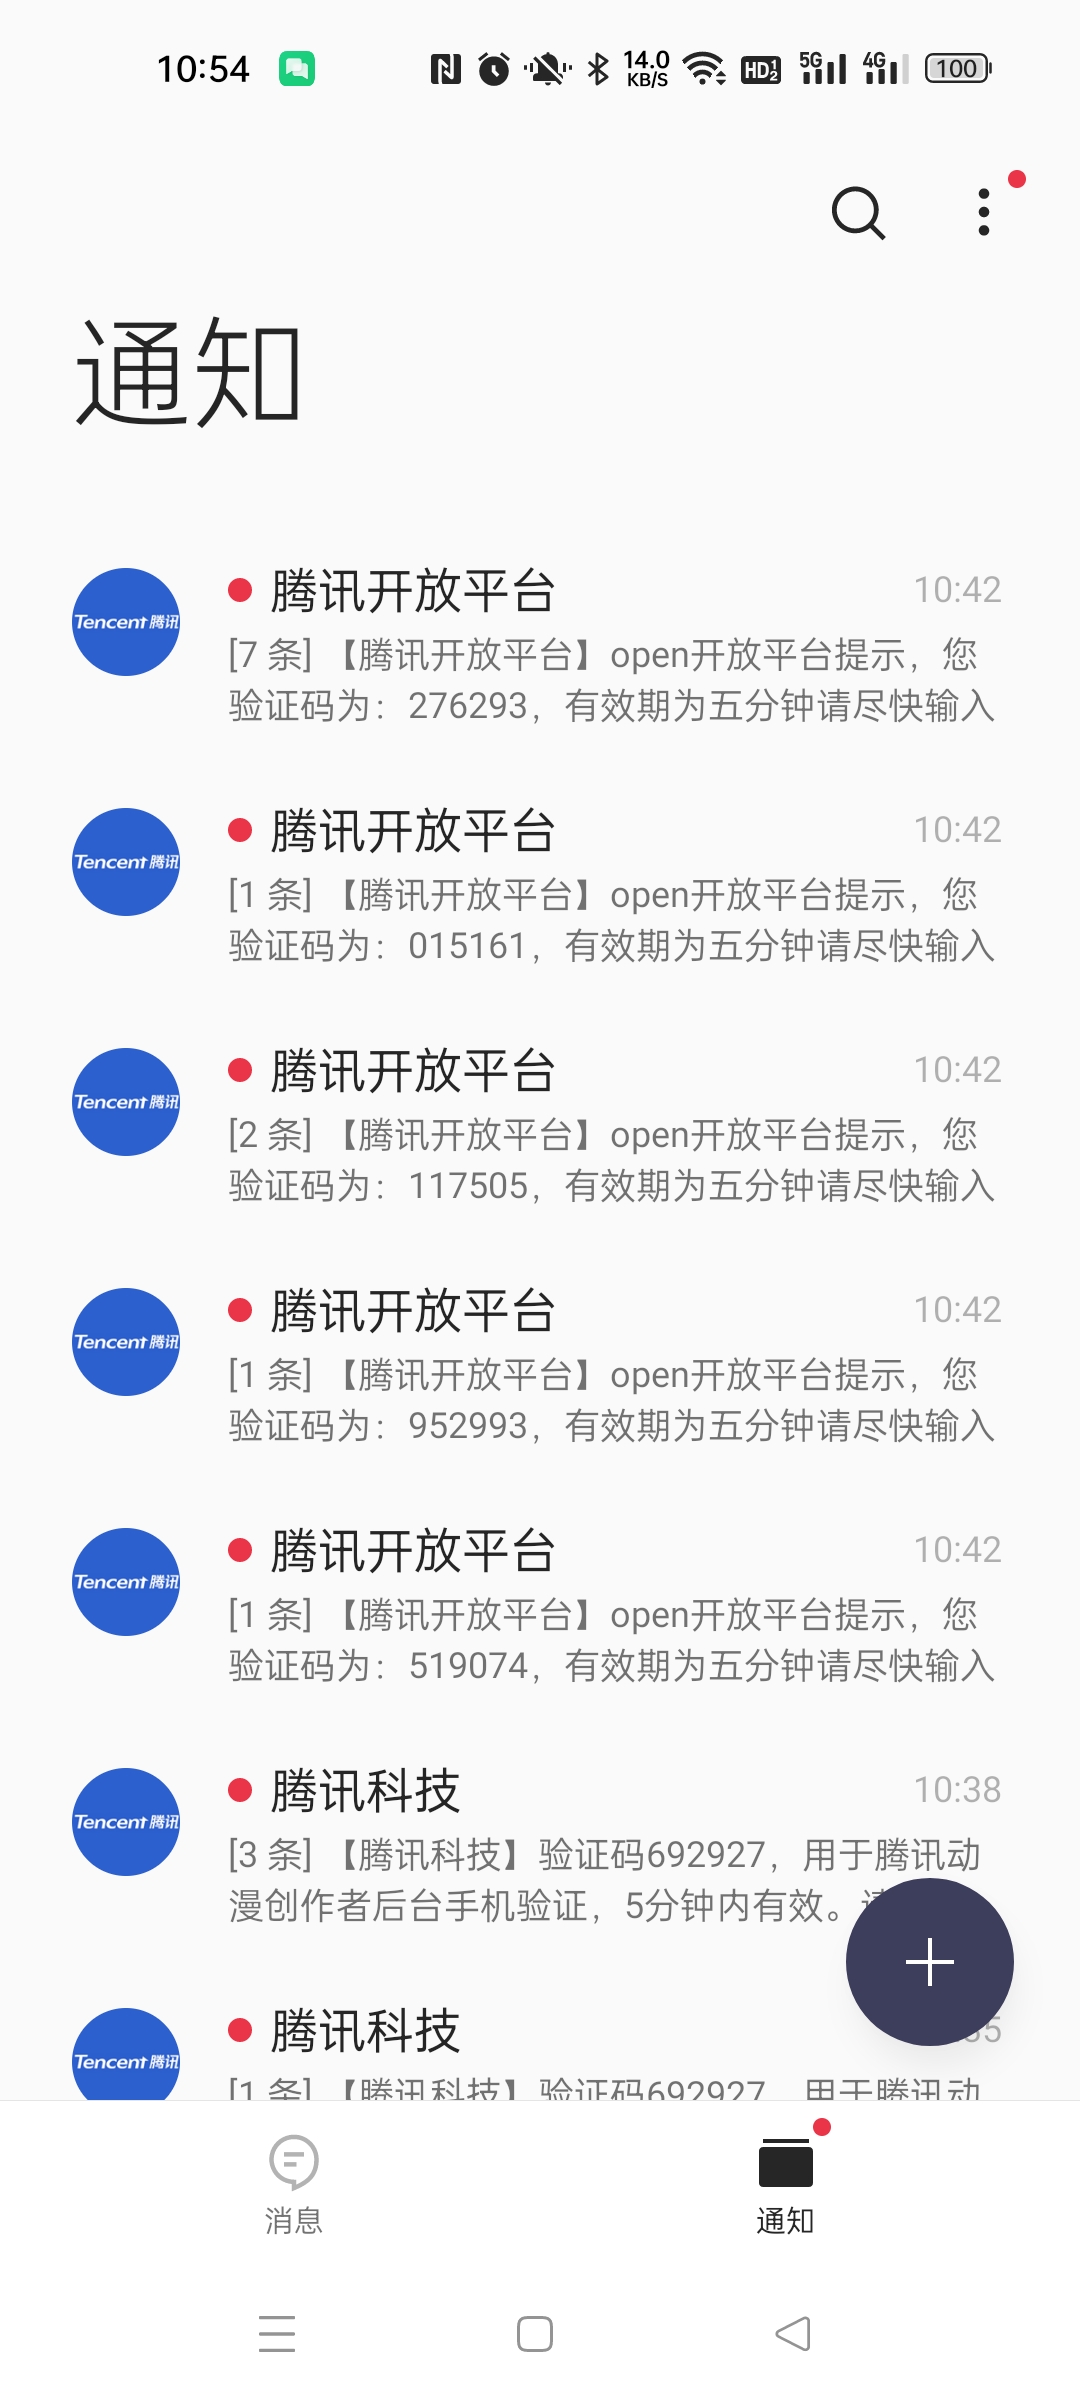 10:54
14.0
KB/S
HD 1 2
5G
4G
100
通知
Tencent 腾讯
腾讯开放平台
10:42
[7 条] 【腾讯开放平台】open开放平台提示，您
验证码为：276293，有效期为五分钟请尽快输入
Tencent 腾讯
腾讯开放平台
10:42
[1 条] 【腾讯开放平台】open开放平台提示，您
验证码为：015161，有效期为五分钟请尽快输入
Tencent 腾讯
腾讯开放平台
10:42
[2 条] 【腾讯开放平台】open开放平台提示，您
验证码为：117505，有效期为五分钟请尽快输入
Tencent 腾讯
腾讯开放平台
10:42
[1 条] 【腾讯开放平台】open开放平台提示，您
验证码为：952993，有效期为五分钟请尽快输入
Tencent 腾讯
腾讯开放平台
10:42
[1 条] 【腾讯开放平台】open开放平台提示，您
验证码为：519074，有效期为五分钟请尽快输入
Tencent 腾讯
腾讯科技
10:38
[3 条] 【腾讯科技】验证码692927，用于腾讯动
漫创作者后台手机验证，5分钟内有效。
Tencent 腾讯
腾讯科技
[1 条] 【腾讯科技】验证码692927，用于腾讯动
消息
通知